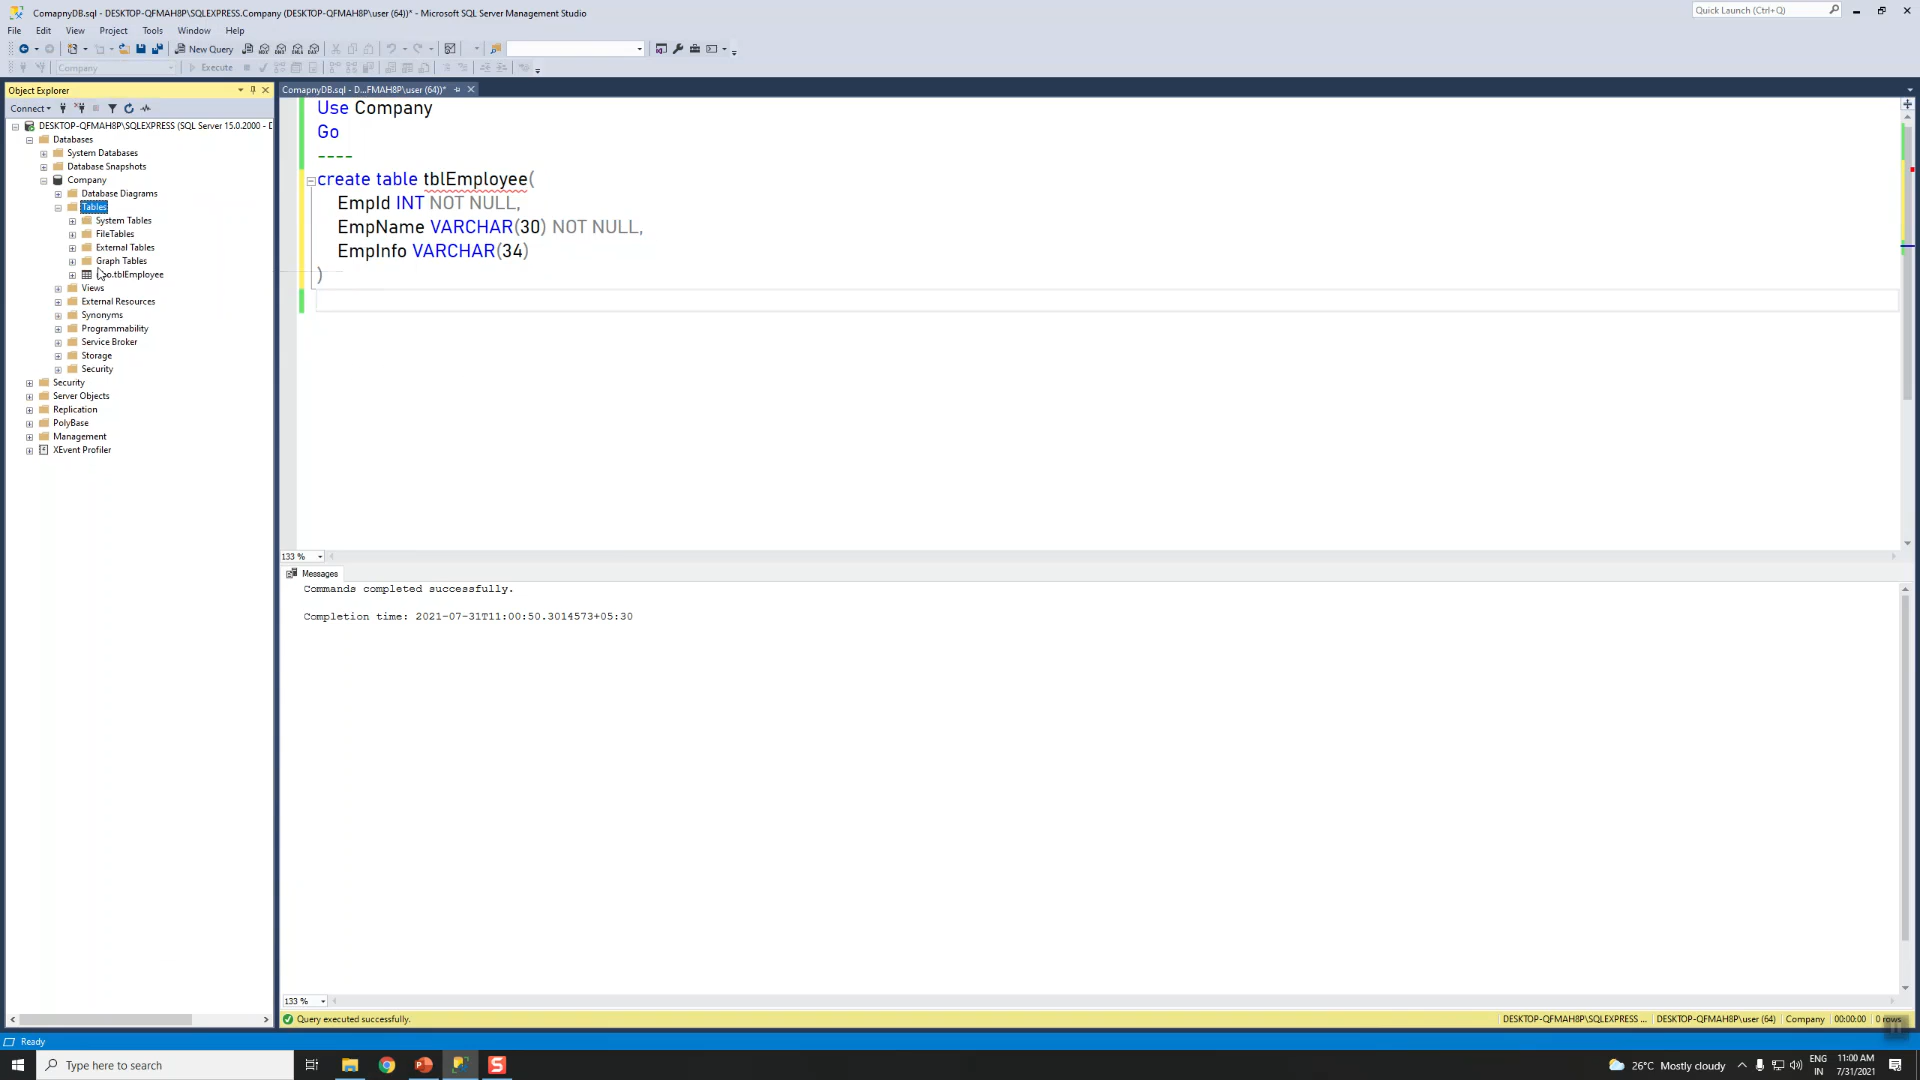 ComapnyDB.sql - DESKTOP-QFMAH8P\SQLEXPRESS.Company (DESKTOP-QFMAH8P\user (64))* - Microsoft SQL Server Management Studio
Quick Launch (Ctrl+Q)
File Edit View Project Tools Window Help
New Query
Company Execute
Object Explorer
ComapnyDB.sql - D...FMAH8P\user (64))*
Connect
DESKTOP-QFMAH8P\SQLEXPRESS (SQL Server 15.0.2000 - D
Databases
System Databases
Database Snapshots
Company
Database Diagrams
Tables
System Tables
FileTables
External Tables
Graph Tables
o.tblEmployee
Views
External Resources
Synonyms
Programmability
Service Broker
Storage
Security
Security
Server Objects
Replication
PolyBase
Management
XEvent Profiler
Use Company
Go
----
create table tblEmployee(
EmpId INT NOT NULL,
EmpName VARCHAR(30) NOT NULL,
EmpInfo VARCHAR(34)
)
133 %
Messages
Commands completed successfully.
Completion time: 2021-07-31T11:00:50.3014573+05:30
133 %
Query executed successfully.
DESKTOP-QFMAH8P\SQLEXPRESS ... DESKTOP-QFMAH8P\user (64) Company 00:00:00 0 rows
Ready
Type here to search
26°C Mostly cloudy
ENG
IN
11:00 AM
7/31/2021